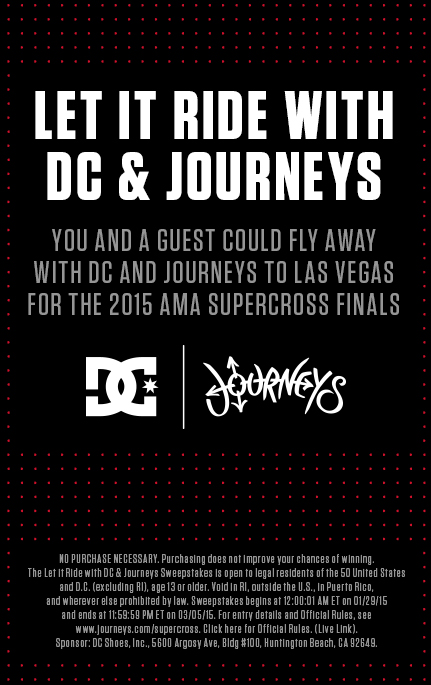 LET IT RIDE WITH
DC & JOURNEYS
YOU AND A GUEST COULD FLY AWAY
WITH DC AND JOURNEYS TO LAS VEGAS
FOR THE 2015 AMA SUPERCROSS FINALS
DC JOURNEYS
NO PURCHASE NECESSARY. Purchasing does not improve your chances of winning.
The Let it Ride with DC & Journeys Sweepstakes is open to legal residents of the 50 United States
and D.C. (excluding RI), age 13 or older. Void in RI, outside the U.S., in Puerto Rico,
and wherever else prohibited by law. Sweepstakes begins at 12:00:01 AM ET on 01/29/15
and ends at 11:59:59 PM ET on 03/05/15. For entry details and Official Rules, see
www.journeys.com/supercross. Click here for Official Rules. (Live Link).
Sponsor: DC Shoes, Inc., 5600 Argosy Ave, Bldg #100, Huntington Beach, CA 92649.